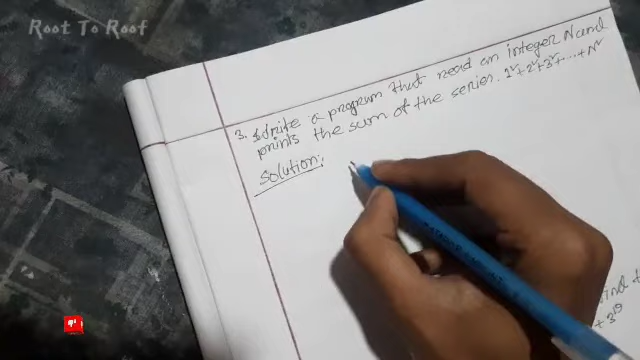 Root To Roof
3. Write a program that read an integer N and
prints the sum of the series. 1²+2²+3²+....+N²
Solution:
+ 3¹⁹